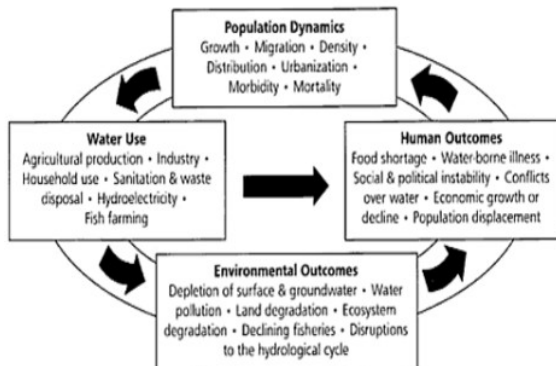 Population Dynamics
Growth • Migration • Density •
Distribution • Urbanization •
Morbidity • Mortality
Water Use
Agricultural production • Industry •
Household use • Sanitation & waste
disposal • Hydroelectricity •
Fish farming
Human Outcomes
Food shortage • Water-borne illness •
Social & political instability • Conflicts
over water • Economic growth or
decline • Population displacement
Environmental Outcomes
Depletion of surface & groundwater • Water
pollution • Land degradation • Ecosystem
degradation • Declining fisheries • Disruptions
to the hydrological cycle